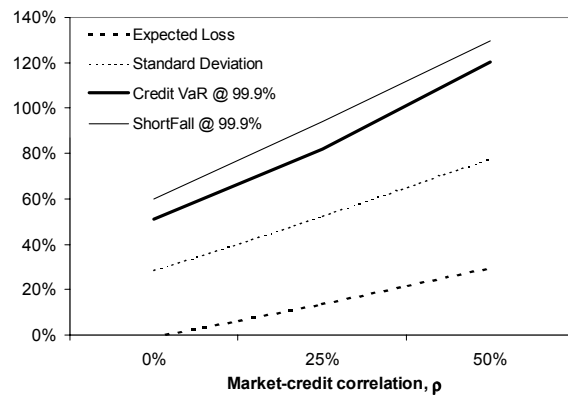 140%
120%
100%
80%
60%
40%
20%
0%
Expected Loss
Standard Deviation
Credit VaR @ 99.9%
ShortFall @ 99.9%
0%
25%
50%
Market-credit correlation, ρ